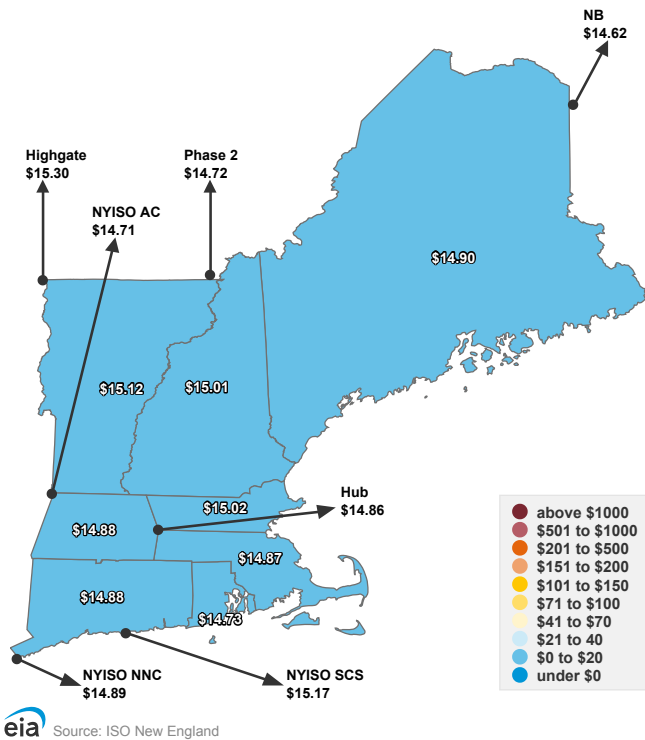 NB
$14.62
Highgate
$15.30
Phase 2
$14.72
NYISO AC
$14.71
$14.90
$15.12
$15.01
Hub
$14.86
$15.02
$14.88
$14.87
$14.88
$14.73
NYISO NNC
$14.89
NYISO SCS
$15.17
above $1000
$501 to $1000
$201 to $500
$151 to $200
$101 to $150
$71 to $100
$41 to $70
$21 to 40
$0 to $20
under $0
eia
Source: ISO New England